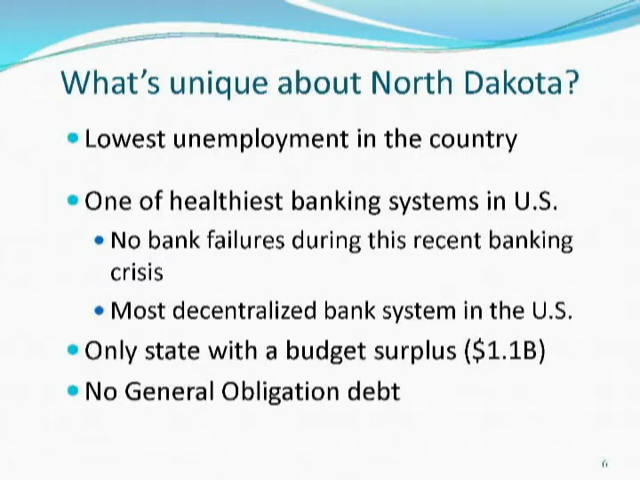 What's unique about North Dakota?
• Lowest unemployment in the country
• One of healthiest banking systems in U.S.
• No bank failures during this recent banking
crisis
• Most decentralized bank system in the U.S.
• Only state with a budget surplus ($1.1B)
• No General Obligation debt
6